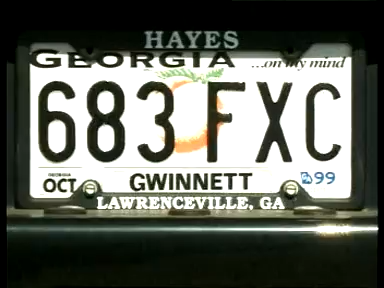 HAYES
GEORGIA ...on my mind
683 FXC
GEORGIA
OCT GWINNETT 99
LAWRENCEVILLE, GA